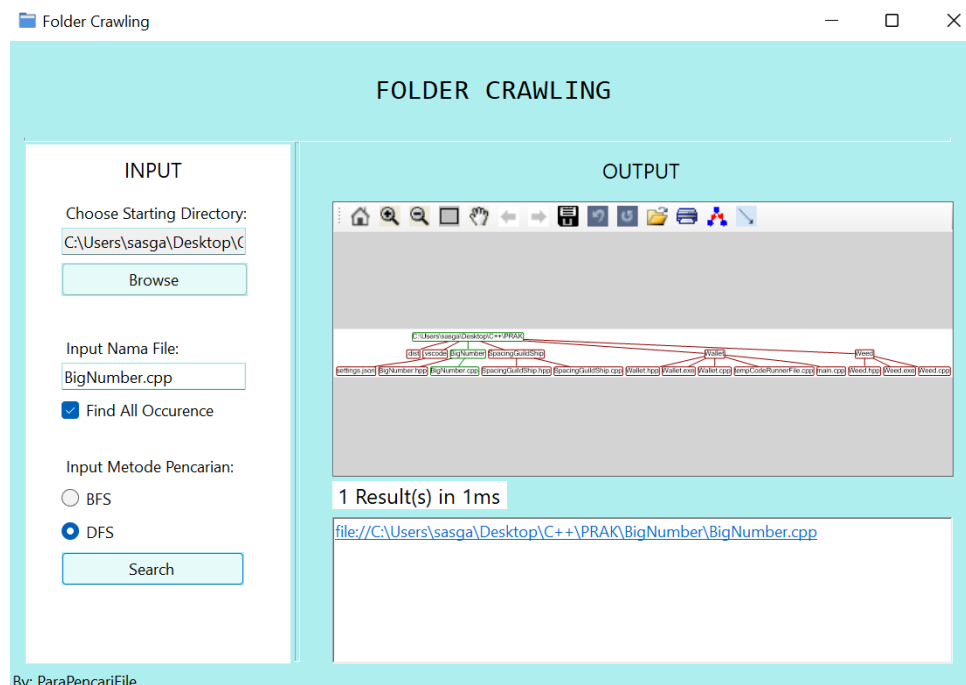 Folder Crawling
FOLDER CRAWLING
INPUT
Choose Starting Directory:
C:\Users\sasga\Desktop\C
Browse
Input Nama File:
BigNumber.cpp
Find All Occurence
Input Metode Pencarian:
BFS
DFS
Search
By: ParaPencariFile
OUTPUT
C:\Users\sasga\Desktop\C++\PRAK
.dist .vscode BigNumber SpacingGuildShip Wallet Weed
settings.json BigNumber.hpp BigNumber.cpp SpacingGuildShip.hpp SpacingGuildShip.cpp Wallet.hpp Wallet.exe Wallet.cpp tempCodeRunnerFile.cpp main.cpp Weed.hpp Weed.exe Weed.cpp
1 Result(s) in 1ms
file://C:\Users\sasga\Desktop\C++\PRAK\BigNumber\BigNumber.cpp